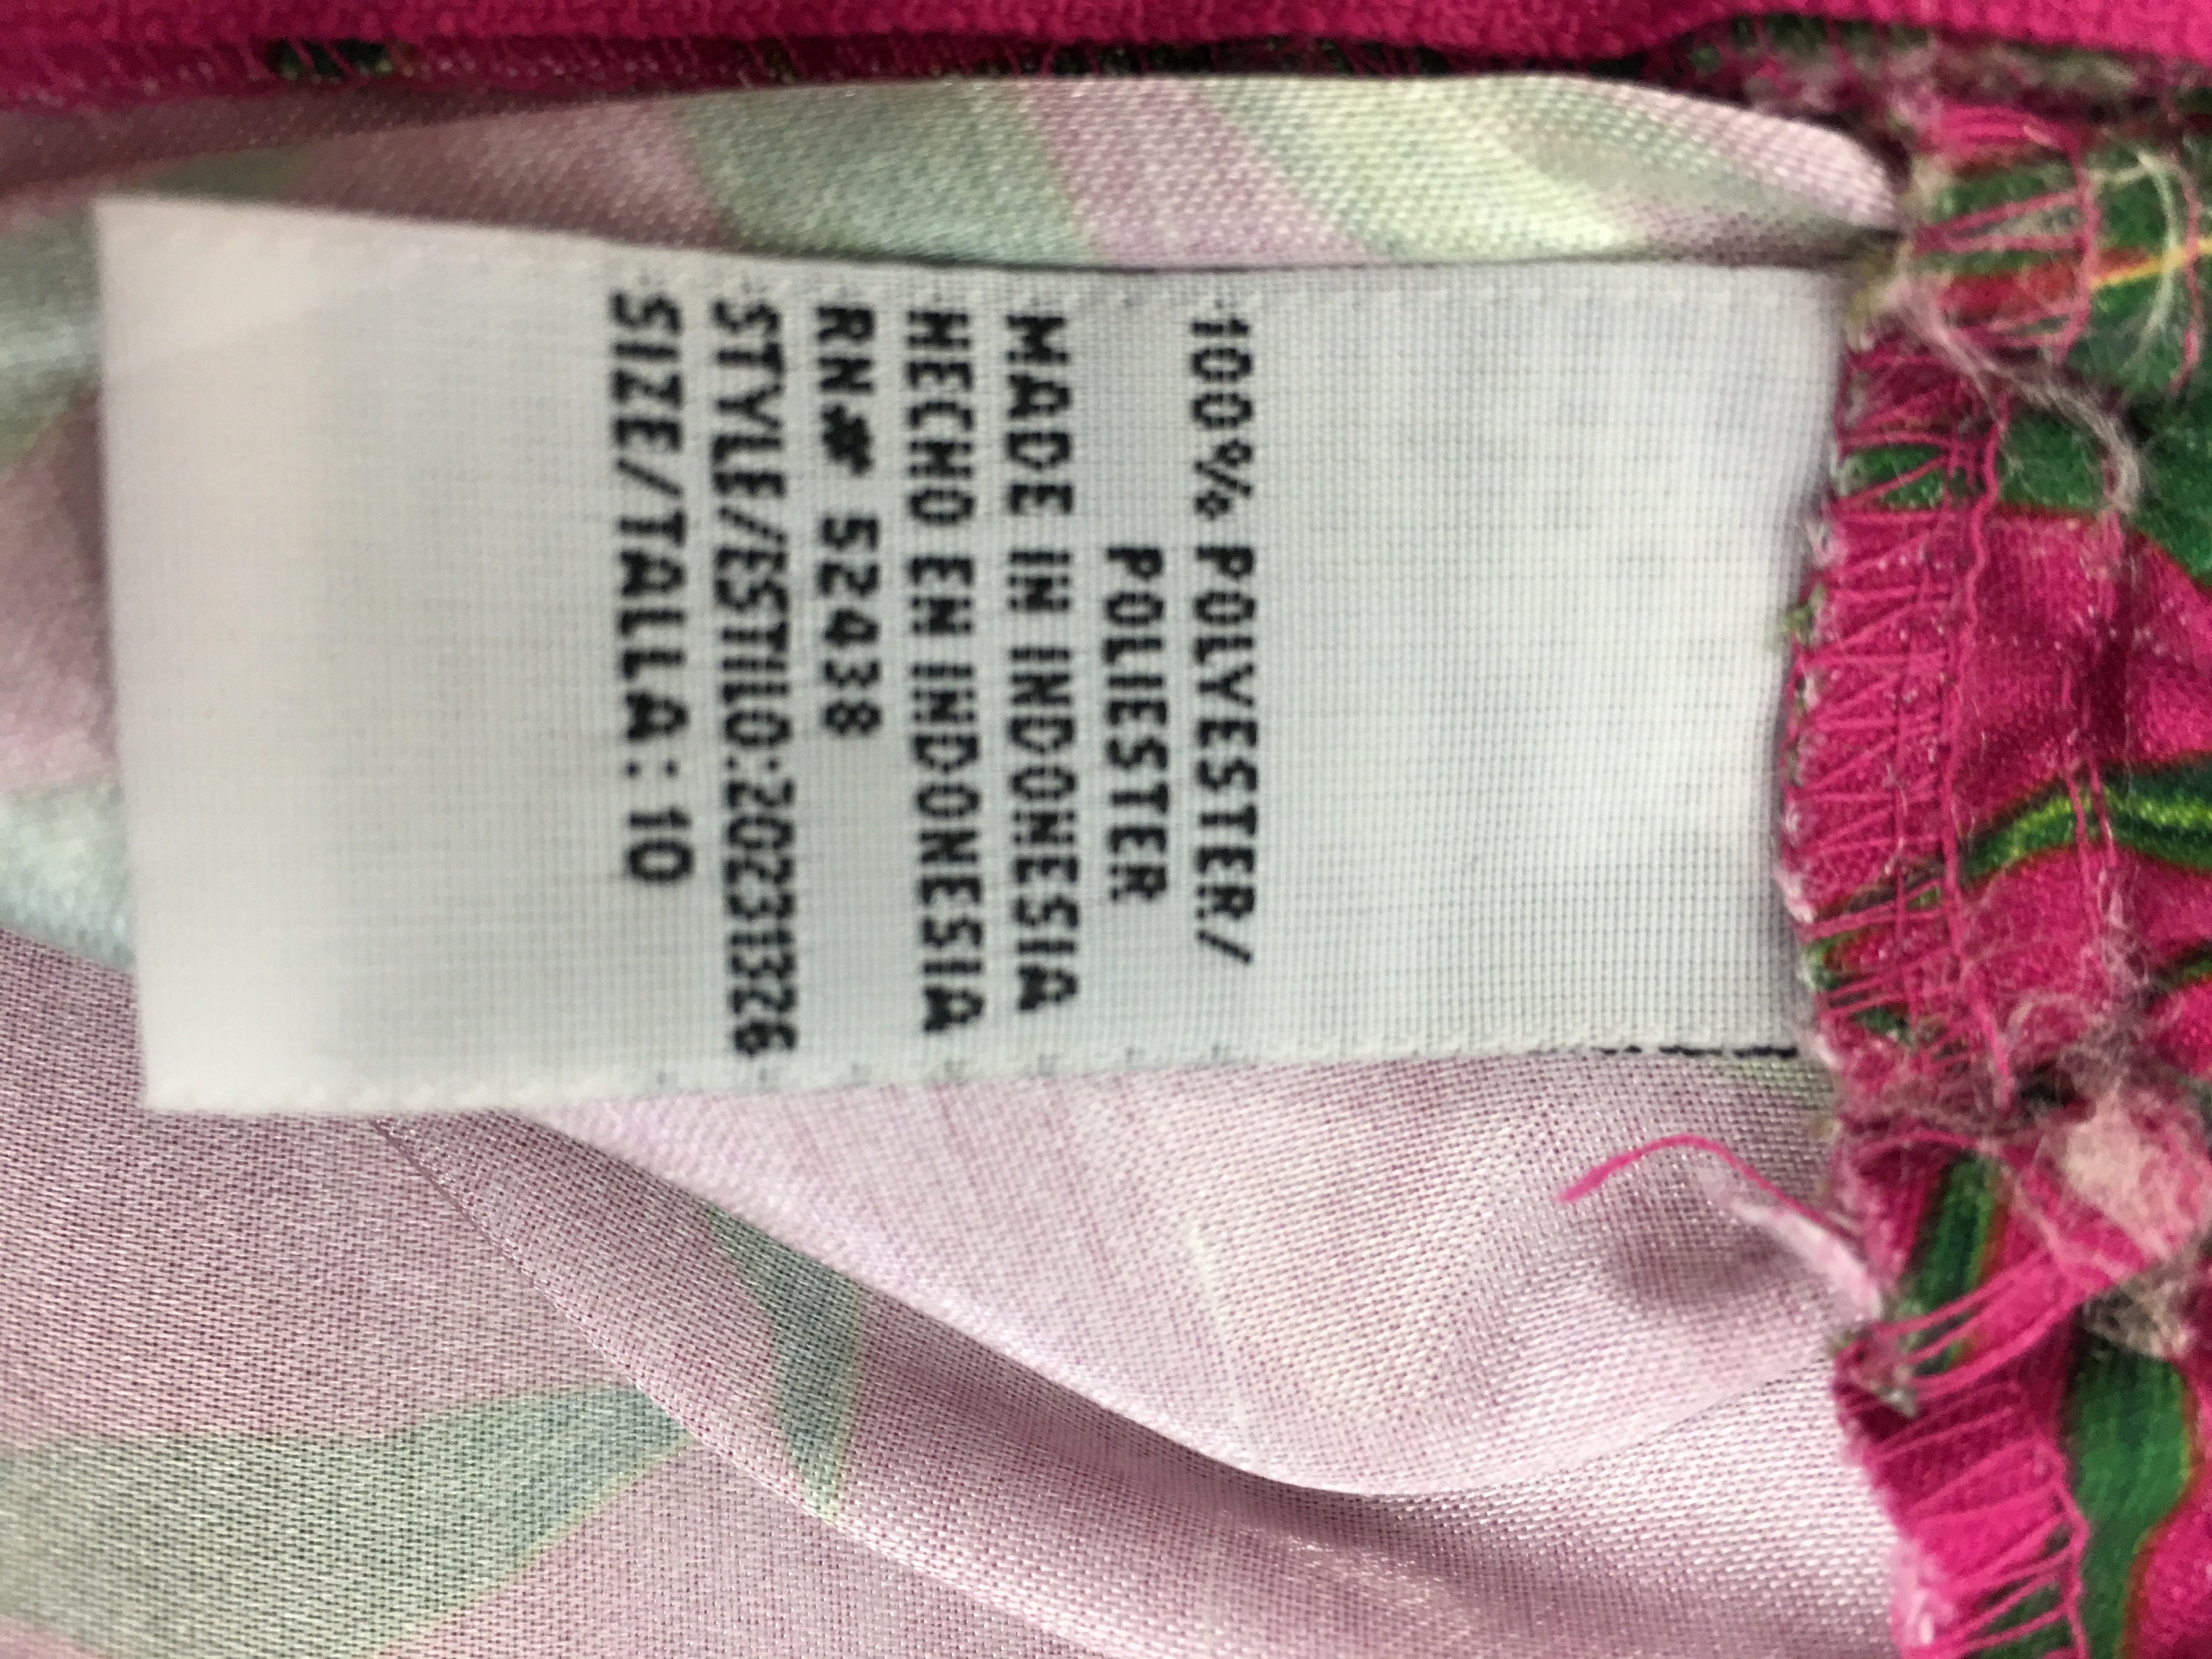 100% POLYESTER/
POLIESTER
MADE IN INDONESIA
HECHO EN INDONESIA
RN# 52438
STYLE/ESTILO:20231326
SIZE/TALLA: 10